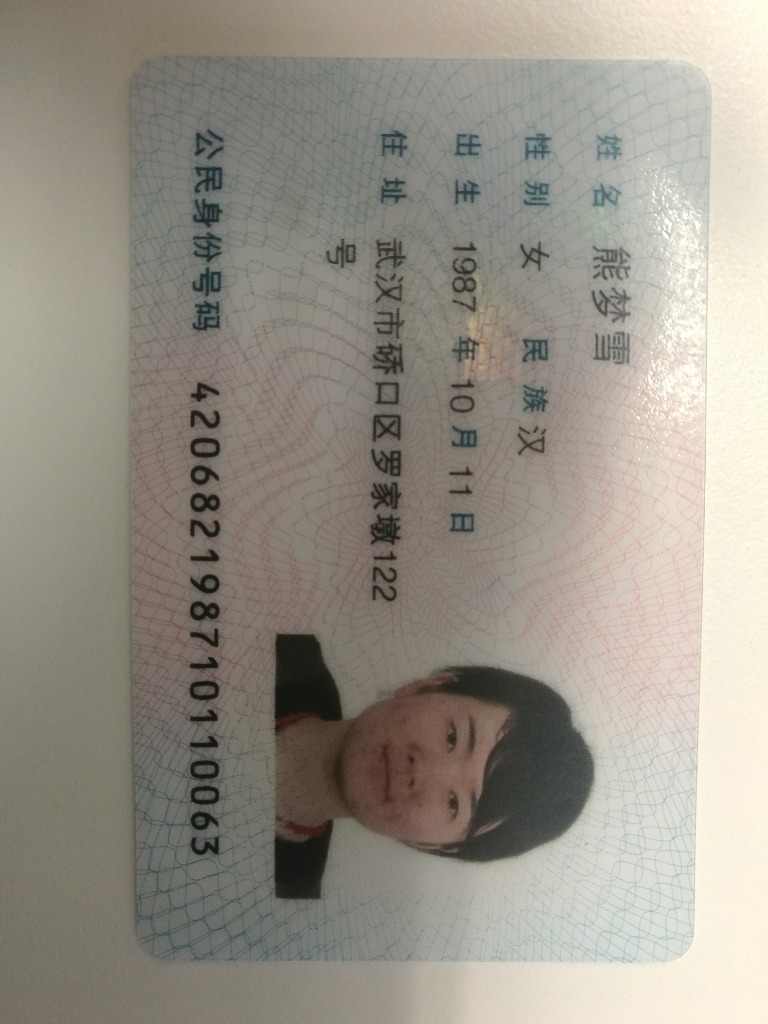 姓名 熊梦雪
性别 女 民族 汉
出生 1987 年 10 月 11 日
住址 武汉市硚口区罗家墩122
号
公民身份号码 420682198710110063